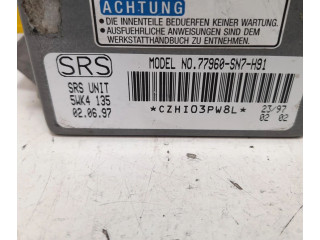 ACHTUNG
• DIE INNENTEILE BEDÜRFEN KEINER WARTUNG.
• AUSFUEHRLICHE ANWEISUNGEN SIND DEM
WERKSTATTHANDBUCH ZU ENTNEHMEN.
SRS
MODEL NO.77960-SN7-H91
SRS UNIT
5WK4 135
02.06.97
*CZHI03PW8L*
23/97
02 02